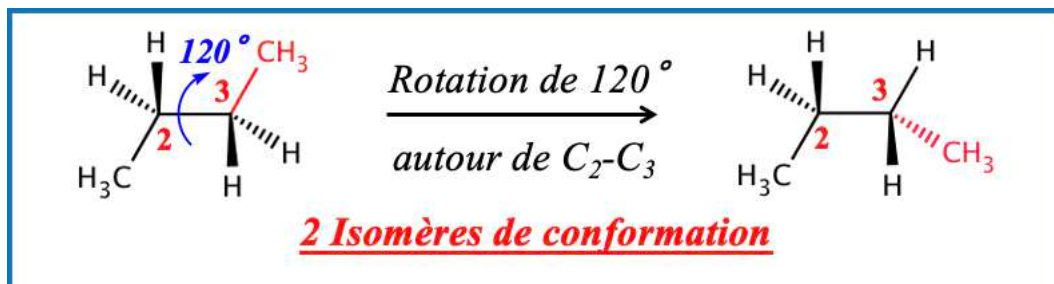 H 120° CH₃ H 3 2 H₃C H H
Rotation de 120°
autour de C₂-C₃
H H H 3 2 H₃C H CH₃
2 Isomères de conformation